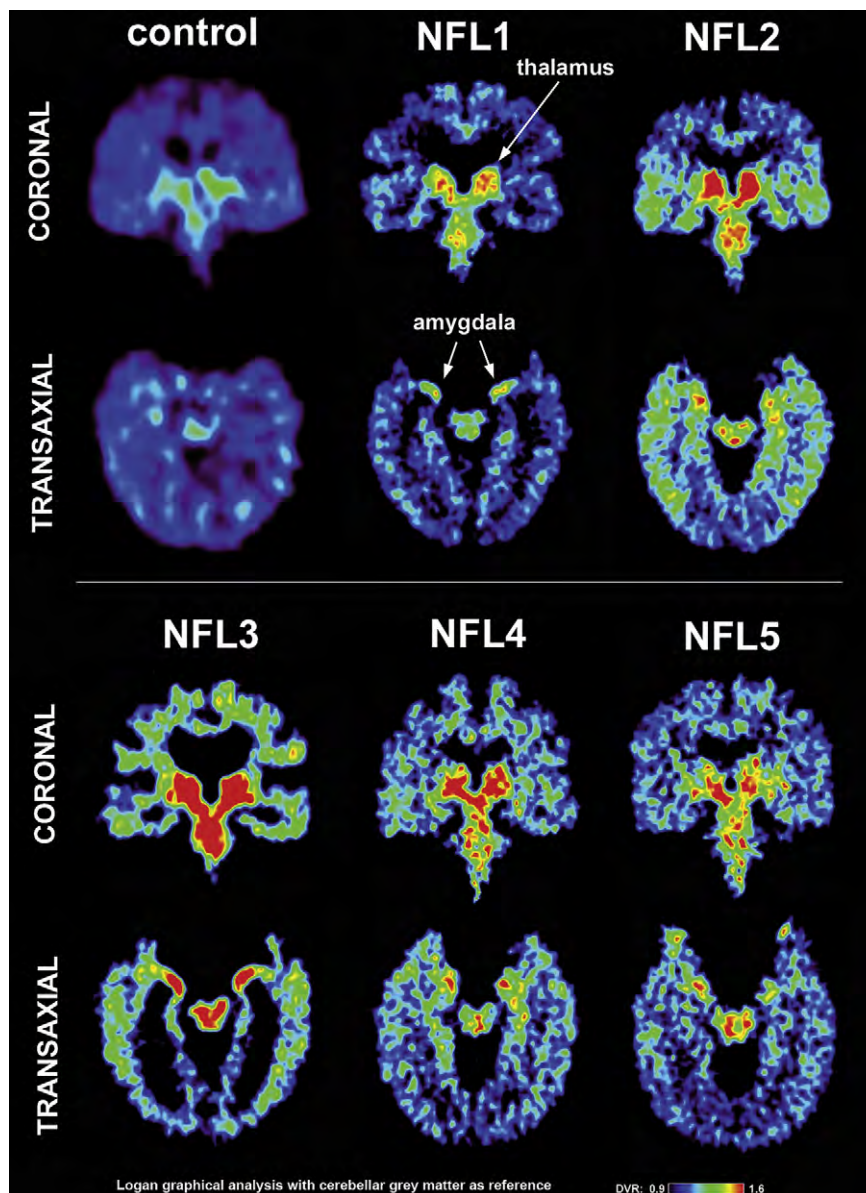 control NFL1 NFL2
thalamus
CORONAL
amygdala
TRANSAXIAL
NFL3 NFL4 NFL5
CORONAL
TRANSAXIAL
Logan graphical analysis with cerebellar grey matter as reference DVR: 0.9 1.6